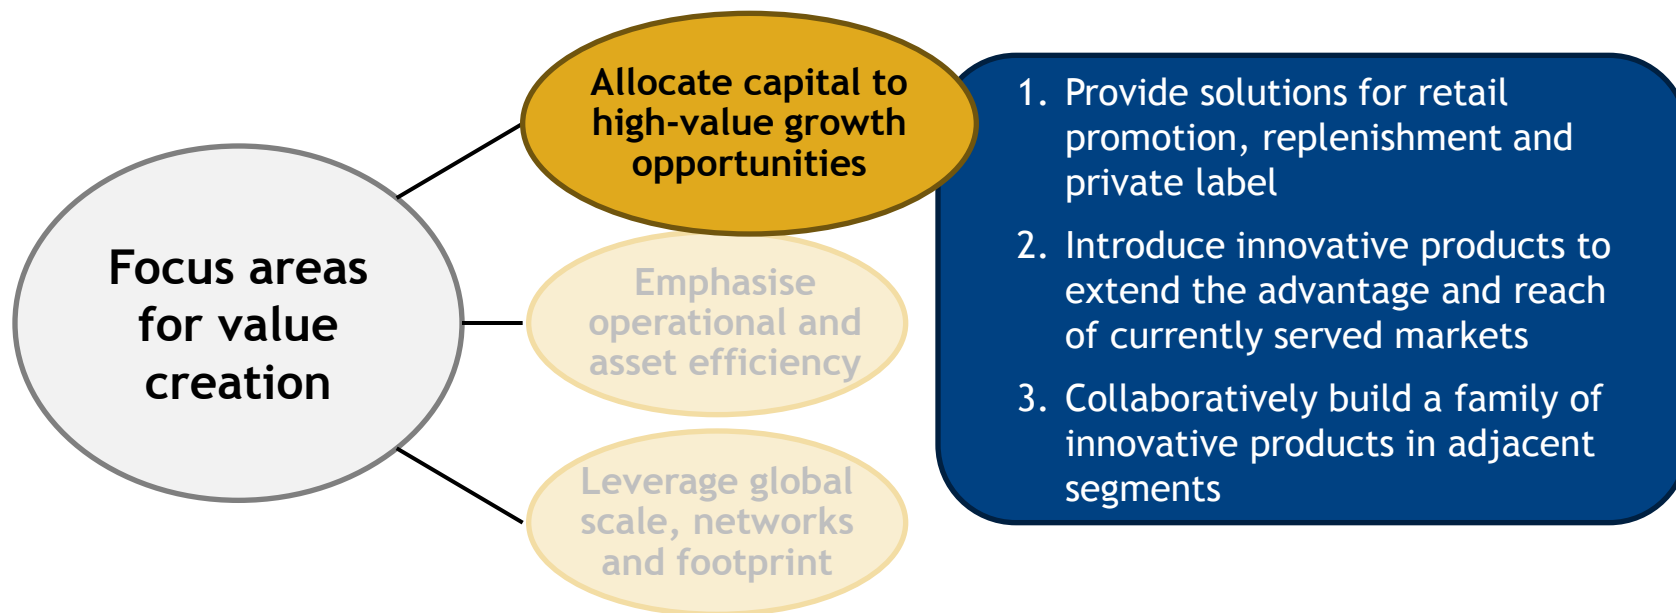 Focus areas
for value
creation
Allocate capital to
high-value growth
opportunities
Emphasise
operational and
asset efficiency
Leverage global
scale, networks
and footprint
1. Provide solutions for retail
promotion, replenishment and
private label
2. Introduce innovative products to
extend the advantage and reach
of currently served markets
3. Collaboratively build a family of
innovative products in adjacent
segments